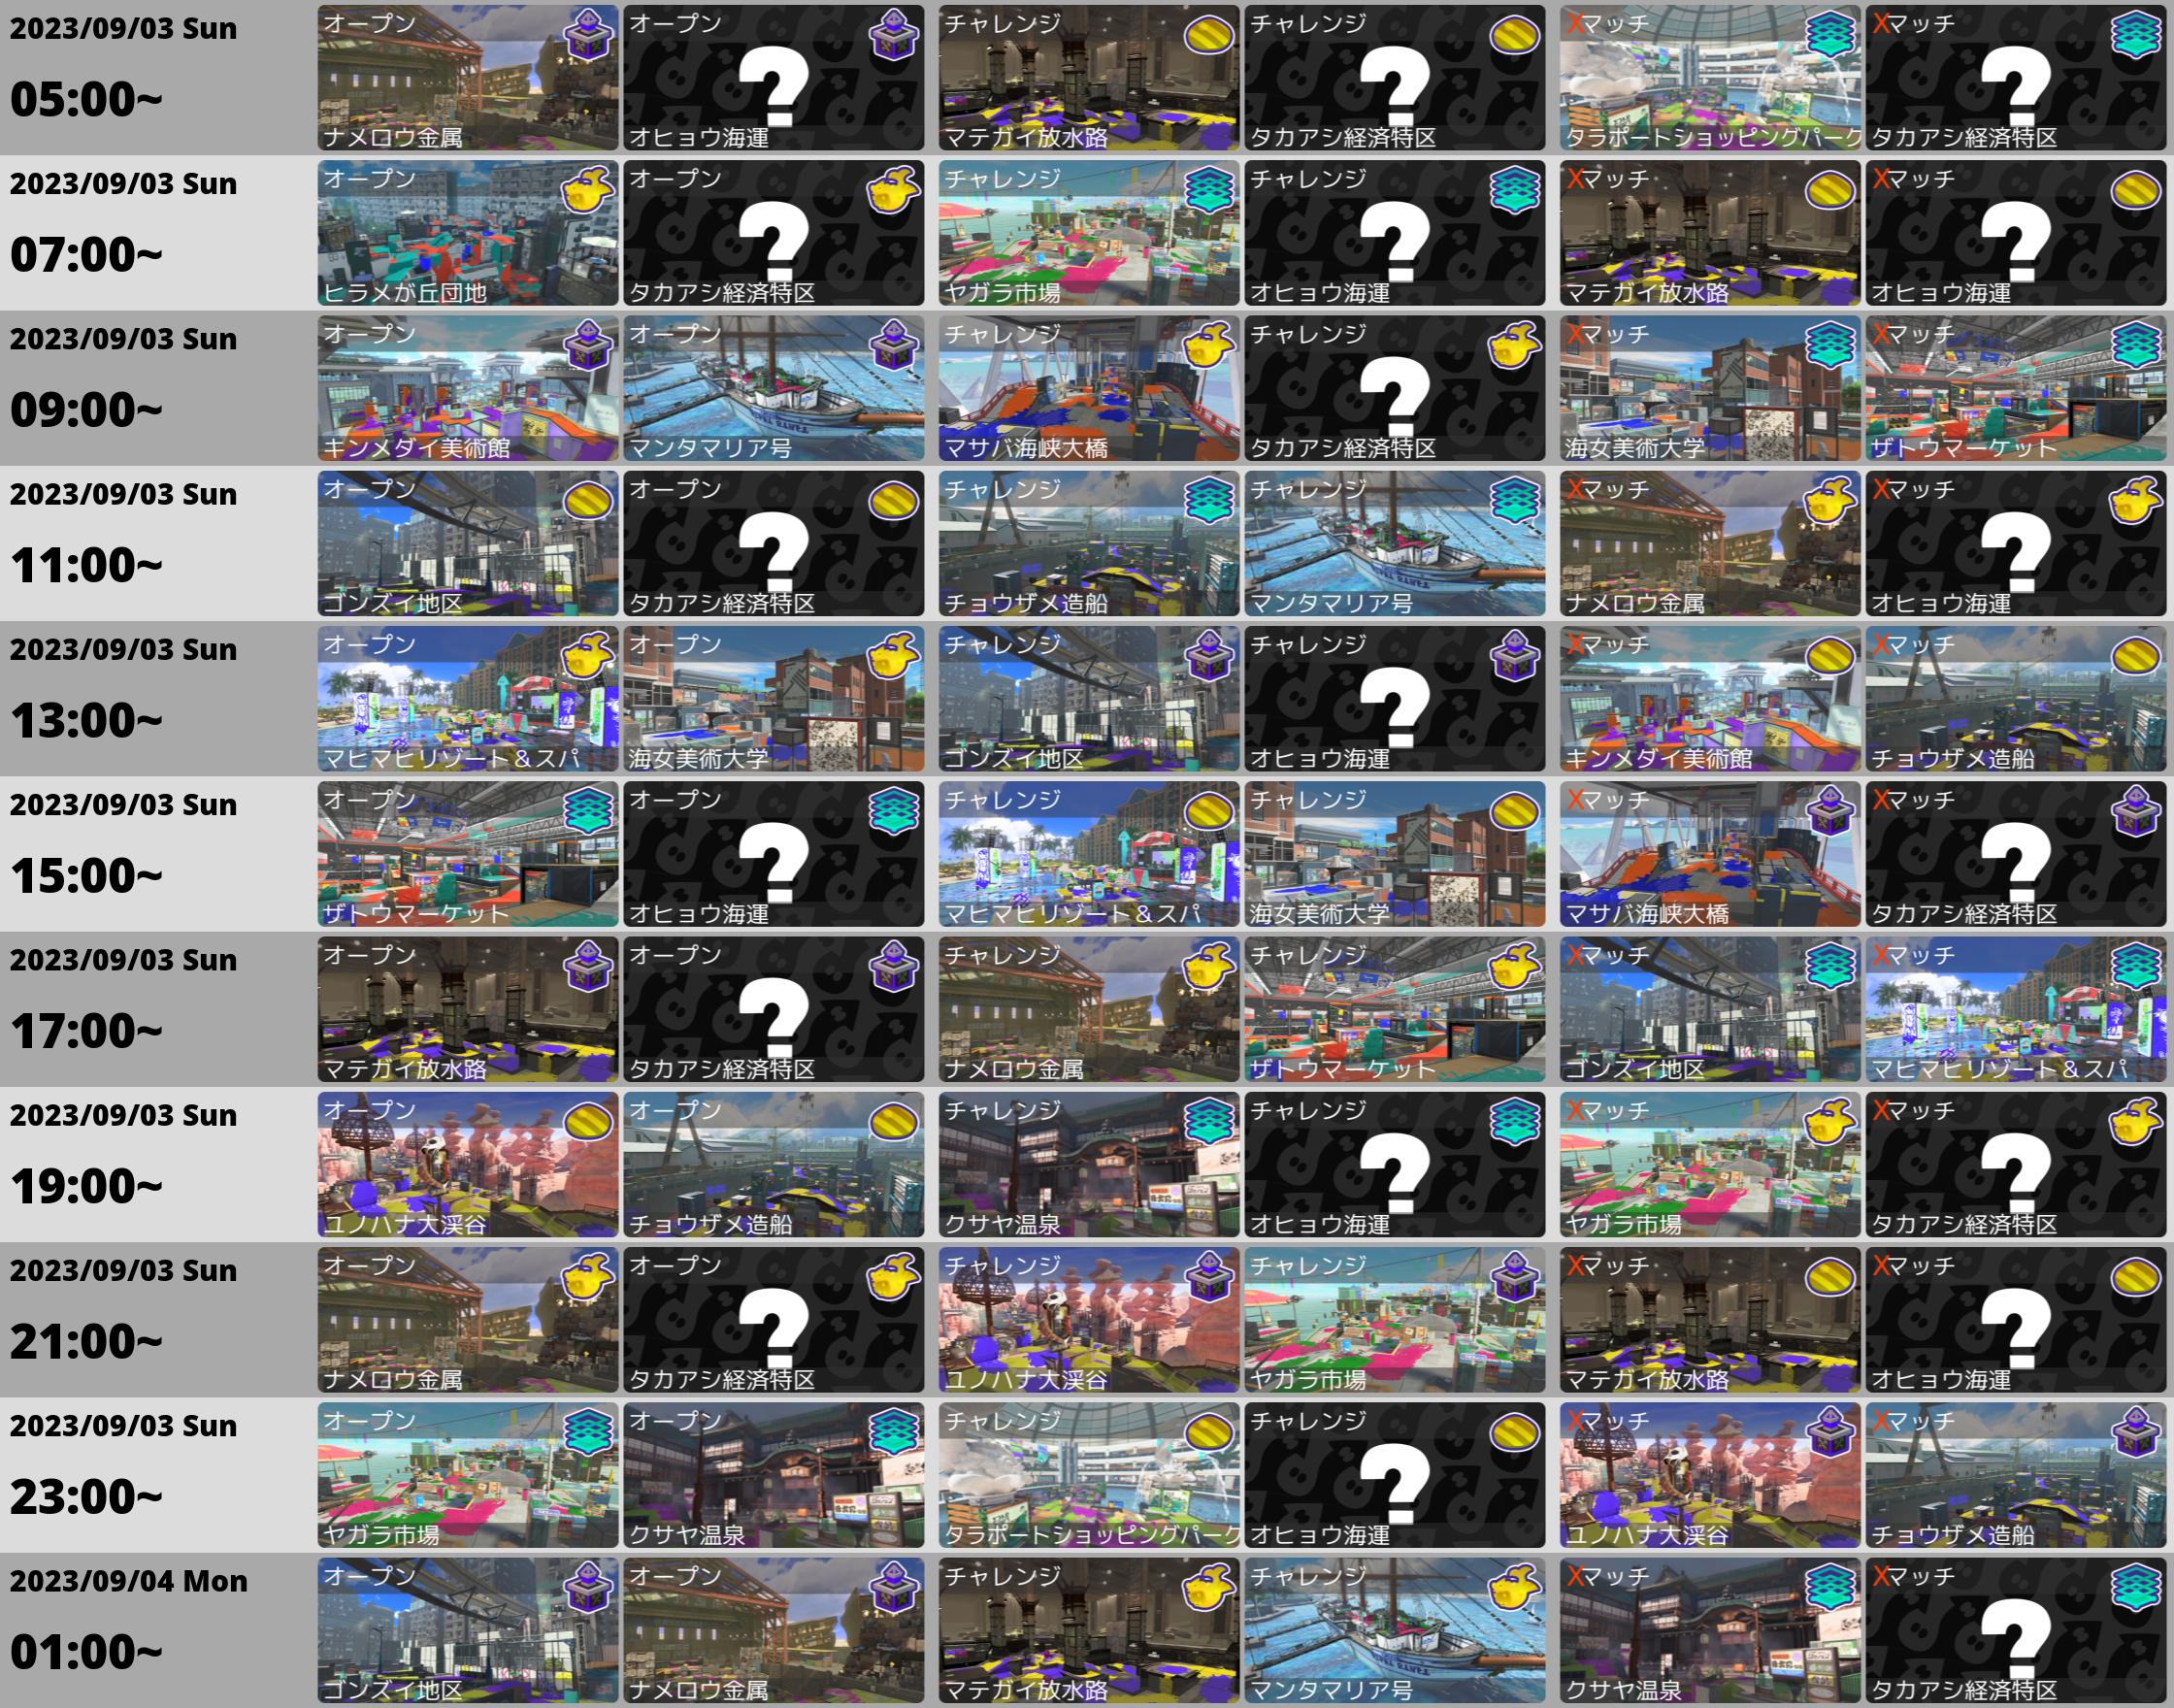 2023/09/03 Sun
05:00~
オープン
ナメロウ金属
オープン
オヒョウ海運
チャレンジ
マテガイ放水路
チャレンジ
タカアシ経済特区
Xマッチ
タラポートショッピングパーク
Xマッチ
タカアシ経済特区
2023/09/03 Sun
07:00~
オープン
ヒラメが丘団地
オープン
タカアシ経済特区
チャレンジ
ヤガラ市場
チャレンジ
オヒョウ海運
Xマッチ
マテガイ放水路
Xマッチ
オヒョウ海運
2023/09/03 Sun
09:00~
オープン
キンメダイ美術館
オープン
マンタマリア号
チャレンジ
マサバ海峡大橋
チャレンジ
タカアシ経済特区
Xマッチ
海女美術大学
Xマッチ
ザトウマーケット
2023/09/03 Sun
11:00~
オープン
ゴンズイ地区
オープン
タカアシ経済特区
チャレンジ
チョウザメ造船
チャレンジ
マンタマリア号
Xマッチ
ナメロウ金属
Xマッチ
オヒョウ海運
2023/09/03 Sun
13:00~
オープン
マヒマヒリゾート＆スパ
オープン
海女美術大学
チャレンジ
ゴンズイ地区
チャレンジ
オヒョウ海運
Xマッチ
キンメダイ美術館
Xマッチ
チョウザメ造船
2023/09/03 Sun
15:00~
オープン
ザトウマーケット
オープン
オヒョウ海運
チャレンジ
マヒマヒリゾート＆スパ
チャレンジ
海女美術大学
Xマッチ
マサバ海峡大橋
Xマッチ
タカアシ経済特区
2023/09/03 Sun
17:00~
オープン
マテガイ放水路
オープン
タカアシ経済特区
チャレンジ
ナメロウ金属
チャレンジ
ザトウマーケット
Xマッチ
ゴンズイ地区
Xマッチ
マヒマヒリゾート＆スパ
2023/09/03 Sun
19:00~
オープン
ユノハナ大渓谷
オープン
チョウザメ造船
チャレンジ
クサヤ温泉
チャレンジ
オヒョウ海運
Xマッチ
ヤガラ市場
Xマッチ
タカアシ経済特区
2023/09/03 Sun
21:00~
オープン
ナメロウ金属
オープン
タカアシ経済特区
チャレンジ
ユノハナ大渓谷
チャレンジ
ヤガラ市場
Xマッチ
マテガイ放水路
Xマッチ
オヒョウ海運
2023/09/03 Sun
23:00~
オープン
ヤガラ市場
オープン
クサヤ温泉
チャレンジ
タラポートショッピングパーク
チャレンジ
オヒョウ海運
Xマッチ
ユノハナ大渓谷
Xマッチ
チョウザメ造船
2023/09/04 Mon
01:00~
オープン
ゴンズイ地区
オープン
ナメロウ金属
チャレンジ
マテガイ放水路
チャレンジ
マンタマリア号
Xマッチ
クサヤ温泉
Xマッチ
タカアシ経済特区